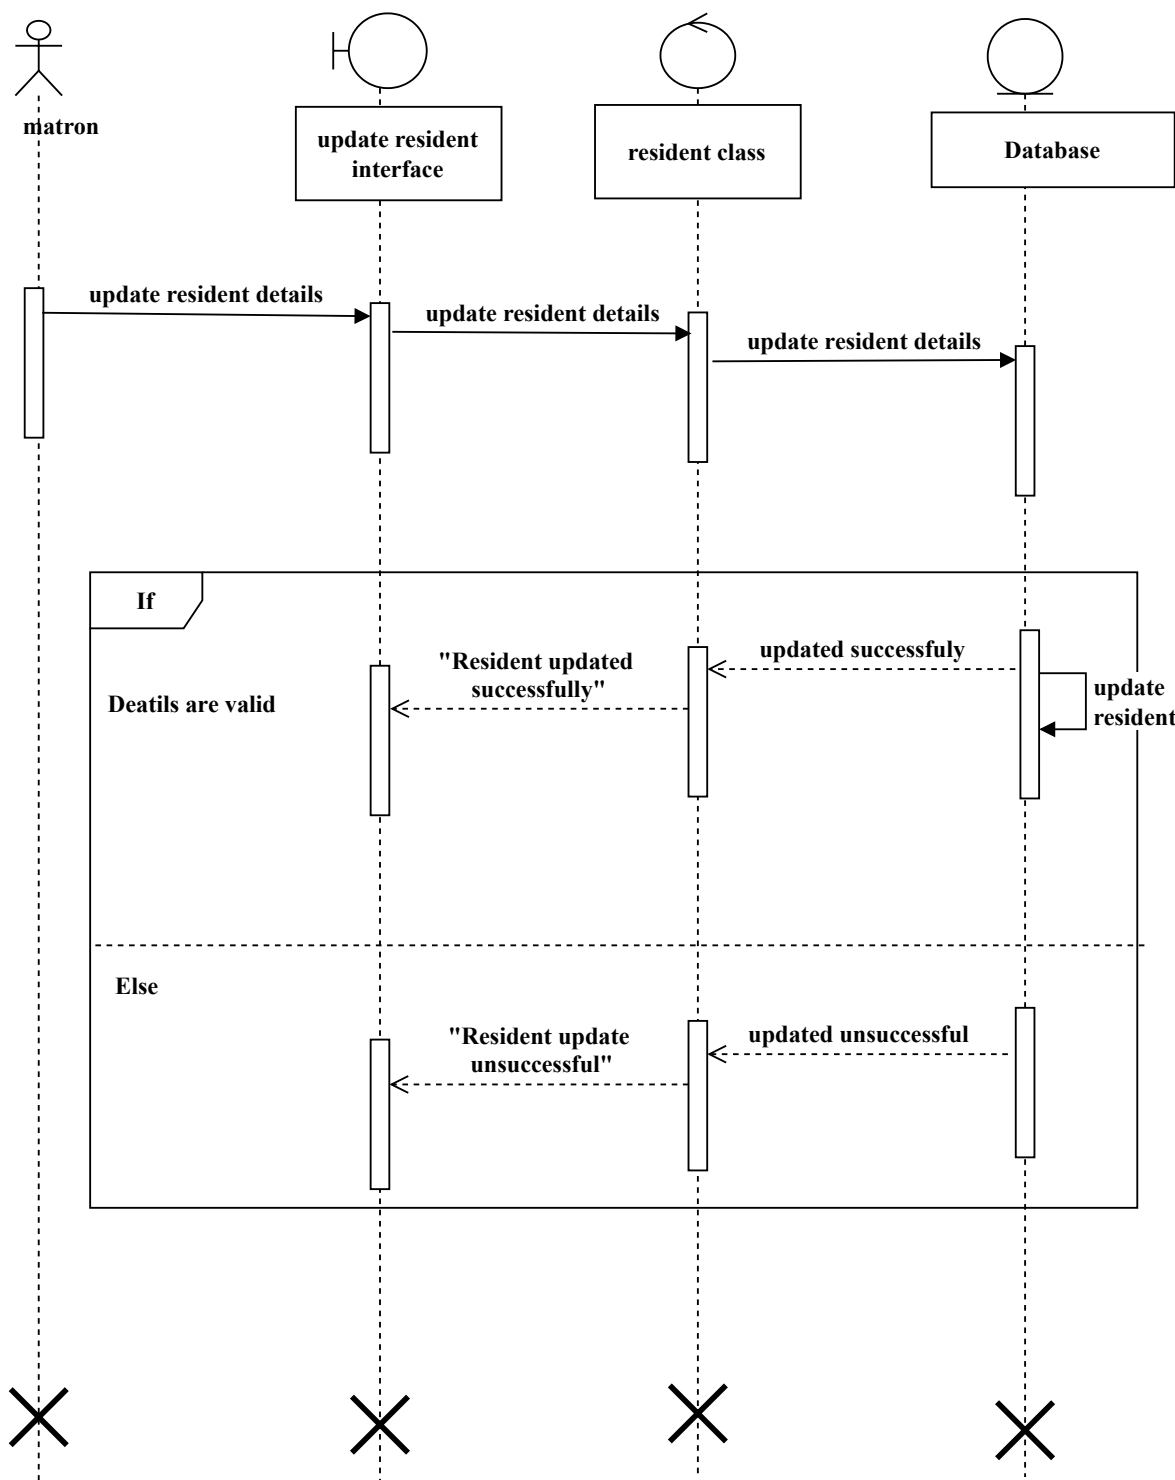 matron
update resident
interface
resident class
Database
update resident details
update resident details
update resident details
If
updated successfuly
"Resident updated
successfully"
update
resident
Deatils are valid
Else
updated unsuccessful
"Resident update
unsuccessful"